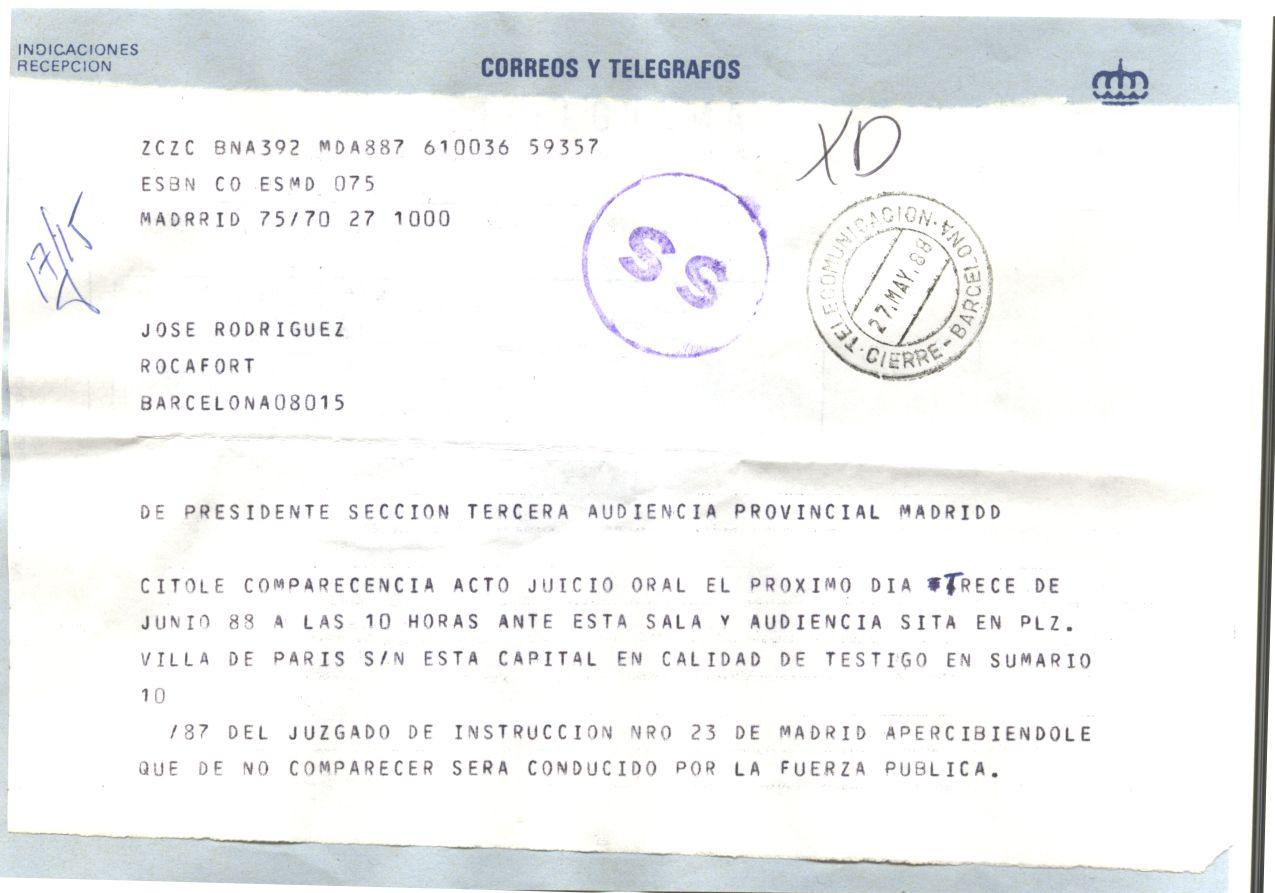 INDICACIONES
RECEPCION
CORREOS Y TELEGRAFOS
XD
ZCZC BNA392 MDA887 610036 59357
ESBN CO ESMD 075
MADRRID 75/70 27 1000
17/15
SS
TELECOMUNICACION · BARCELONA - CIERRE ·
27.MAY.88
JOSE RODRIGUEZ
ROCAFORT
BARCELONA08015
DE PRESIDENTE SECCION TERCERA AUDIENCIA PROVINCIAL MADRIDD
CITOLE COMPARECENCIA ACTO JUICIO ORAL EL PROXIMO DIA TRECE DE
JUNIO 88 A LAS 10 HORAS ANTE ESTA SALA Y AUDIENCIA SITA EN PLZ.
VILLA DE PARIS S/N ESTA CAPITAL EN CALIDAD DE TESTIGO EN SUMARIO
10
/87 DEL JUZGADO DE INSTRUCCION NRO 23 DE MADRID APERCIBIENDOLE
QUE DE NO COMPARECER SERA CONDUCIDO POR LA FUERZA PUBLICA.